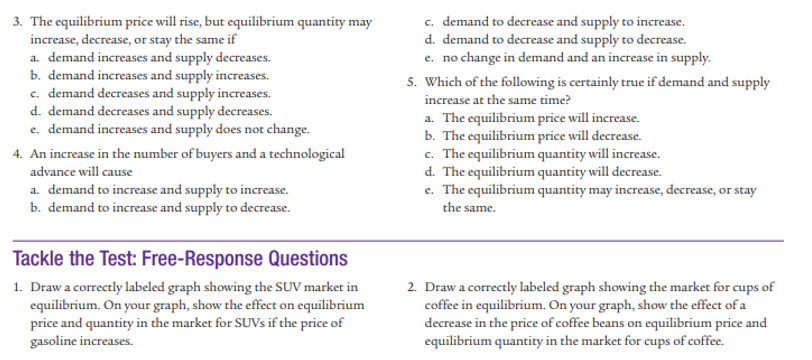 3. The equilibrium price will rise, but equilibrium quantity may
increase, decrease, or stay the same if
a. demand increases and supply decreases.
b. demand increases and supply increases.
c. demand decreases and supply increases.
d. demand decreases and supply decreases.
e. demand increases and supply does not change.
4. An increase in the number of buyers and a technological
advance will cause
a. demand to increase and supply to increase.
b. demand to increase and supply to decrease.
c. demand to decrease and supply to increase.
d. demand to decrease and supply to decrease.
e. no change in demand and an increase in supply.
5. Which of the following is certainly true if demand and supply
increase at the same time?
a. The equilibrium price will increase.
b. The equilibrium price will decrease.
c. The equilibrium quantity will increase.
d. The equilibrium quantity will decrease.
e. The equilibrium quantity may increase, decrease, or stay
the same.
Tackle the Test: Free-Response Questions
1. Draw a correctly labeled graph showing the SUV market in
equilibrium. On your graph, show the effect on equilibrium
price and quantity in the market for SUVs if the price of
gasoline increases.
2. Draw a correctly labeled graph showing the market for cups of
coffee in equilibrium. On your graph, show the effect of a
decrease in the price of coffee beans on equilibrium price and
equilibrium quantity in the market for cups of coffee.